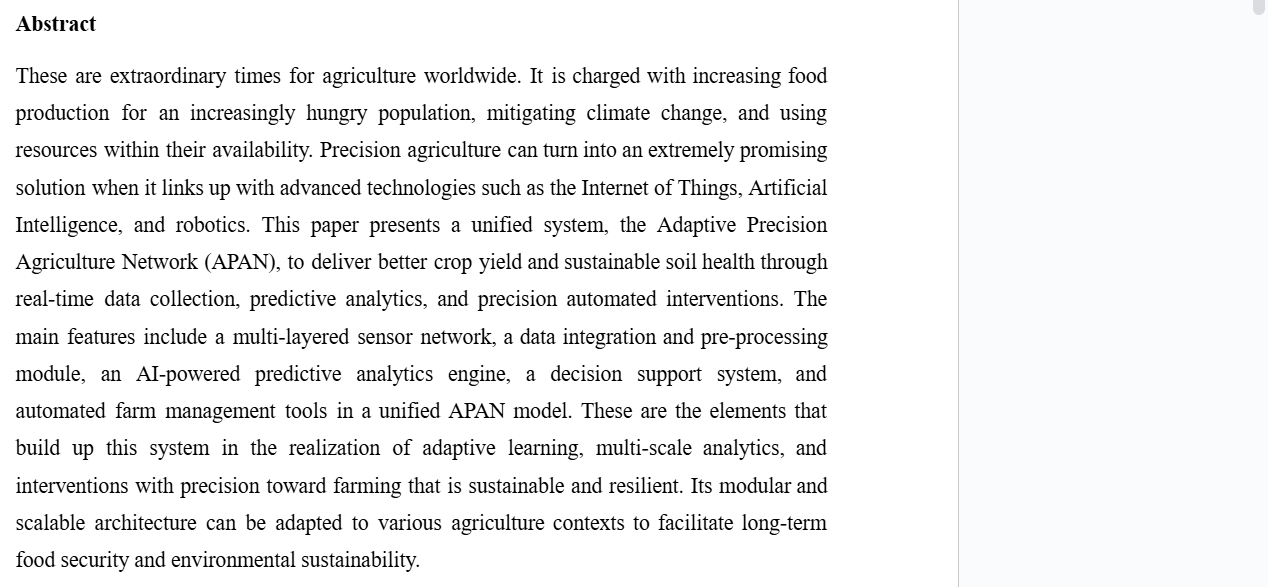 Abstract
These are extraordinary times for agriculture worldwide. It is charged with increasing food
production for an increasingly hungry population, mitigating climate change, and using
resources within their availability. Precision agriculture can turn into an extremely promising
solution when it links up with advanced technologies such as the Internet of Things, Artificial
Intelligence, and robotics. This paper presents a unified system, the Adaptive Precision
Agriculture Network (APAN), to deliver better crop yield and sustainable soil health through
real-time data collection, predictive analytics, and precision automated interventions. The
main features include a multi-layered sensor network, a data integration and pre-processing
module, an AI-powered predictive analytics engine, a decision support system, and
automated farm management tools in a unified APAN model. These are the elements that
build up this system in the realization of adaptive learning, multi-scale analytics, and
interventions with precision toward farming that is sustainable and resilient. Its modular and
scalable architecture can be adapted to various agriculture contexts to facilitate long-term
food security and environmental sustainability.